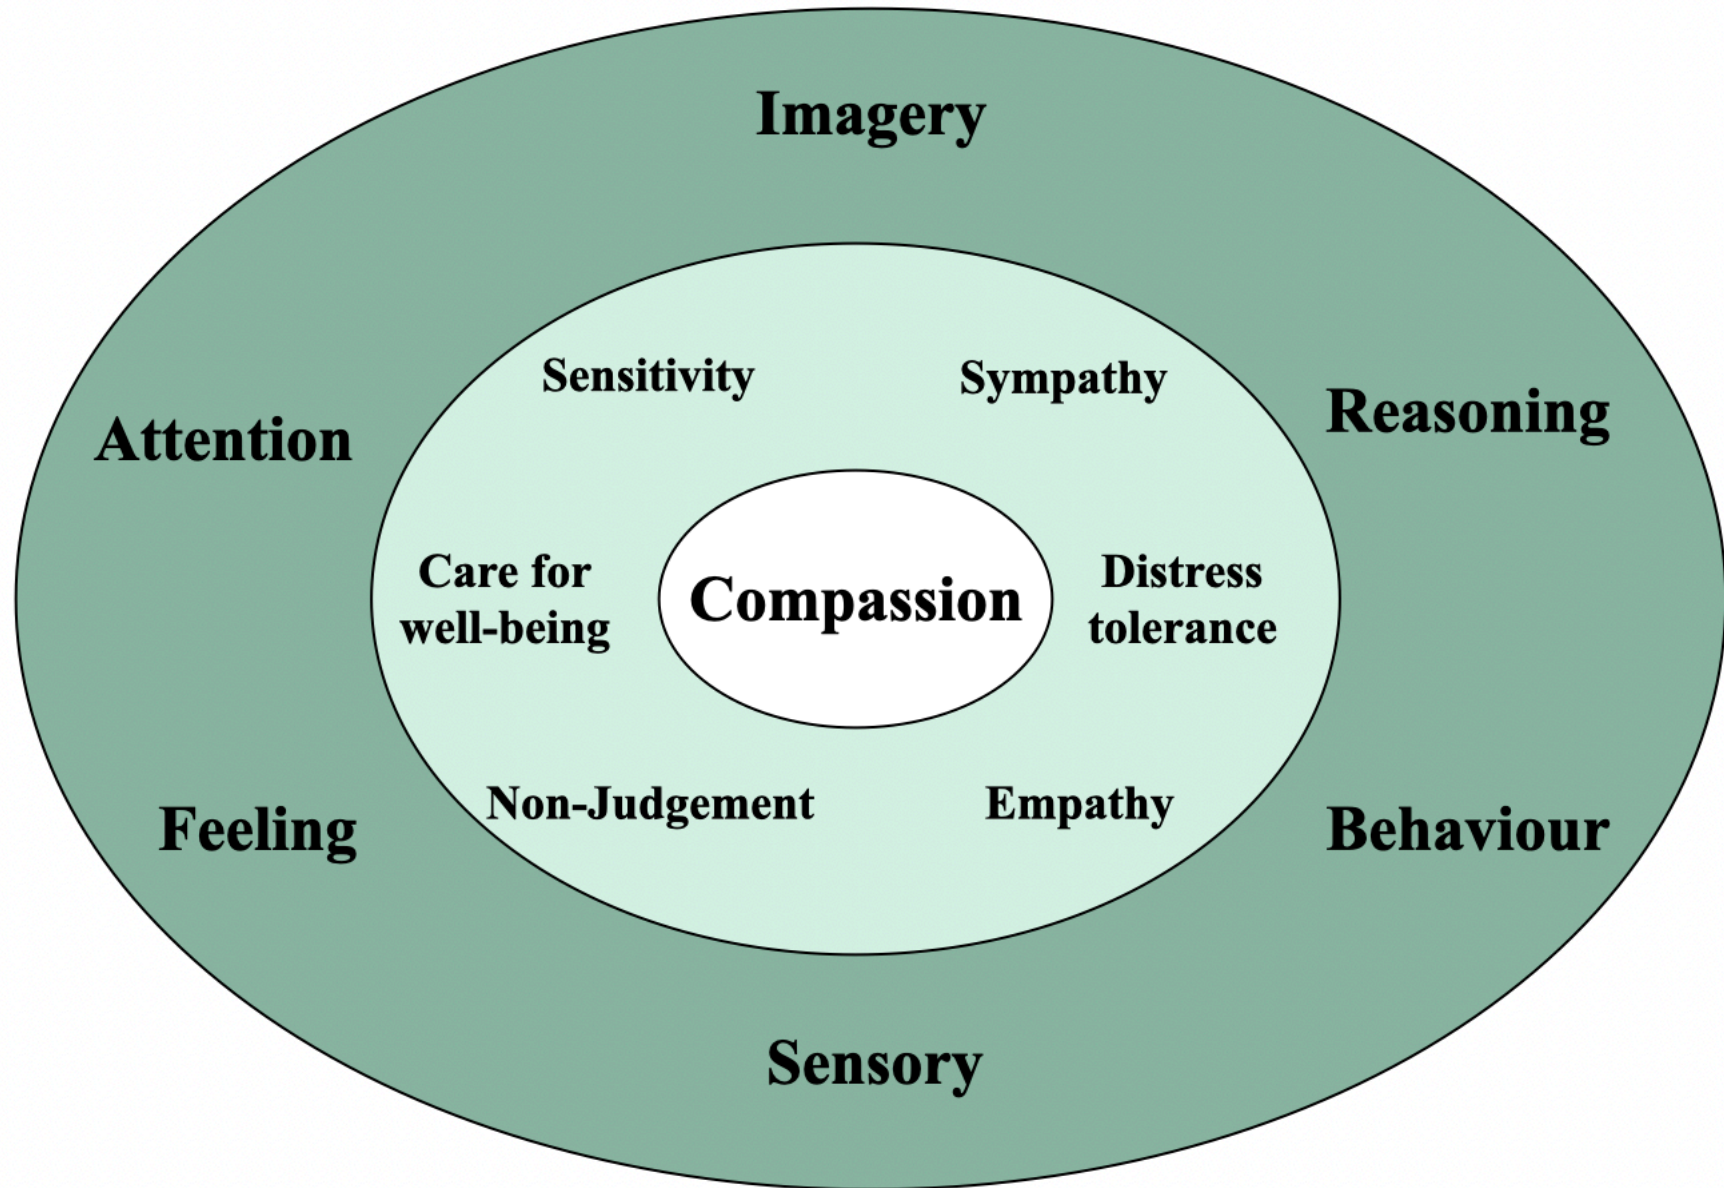 Imagery
Sensitivity
Sympathy
Attention
Reasoning
Care for
well-being
Compassion
Distress
tolerance
Non-Judgement
Empathy
Feeling
Behaviour
Sensory